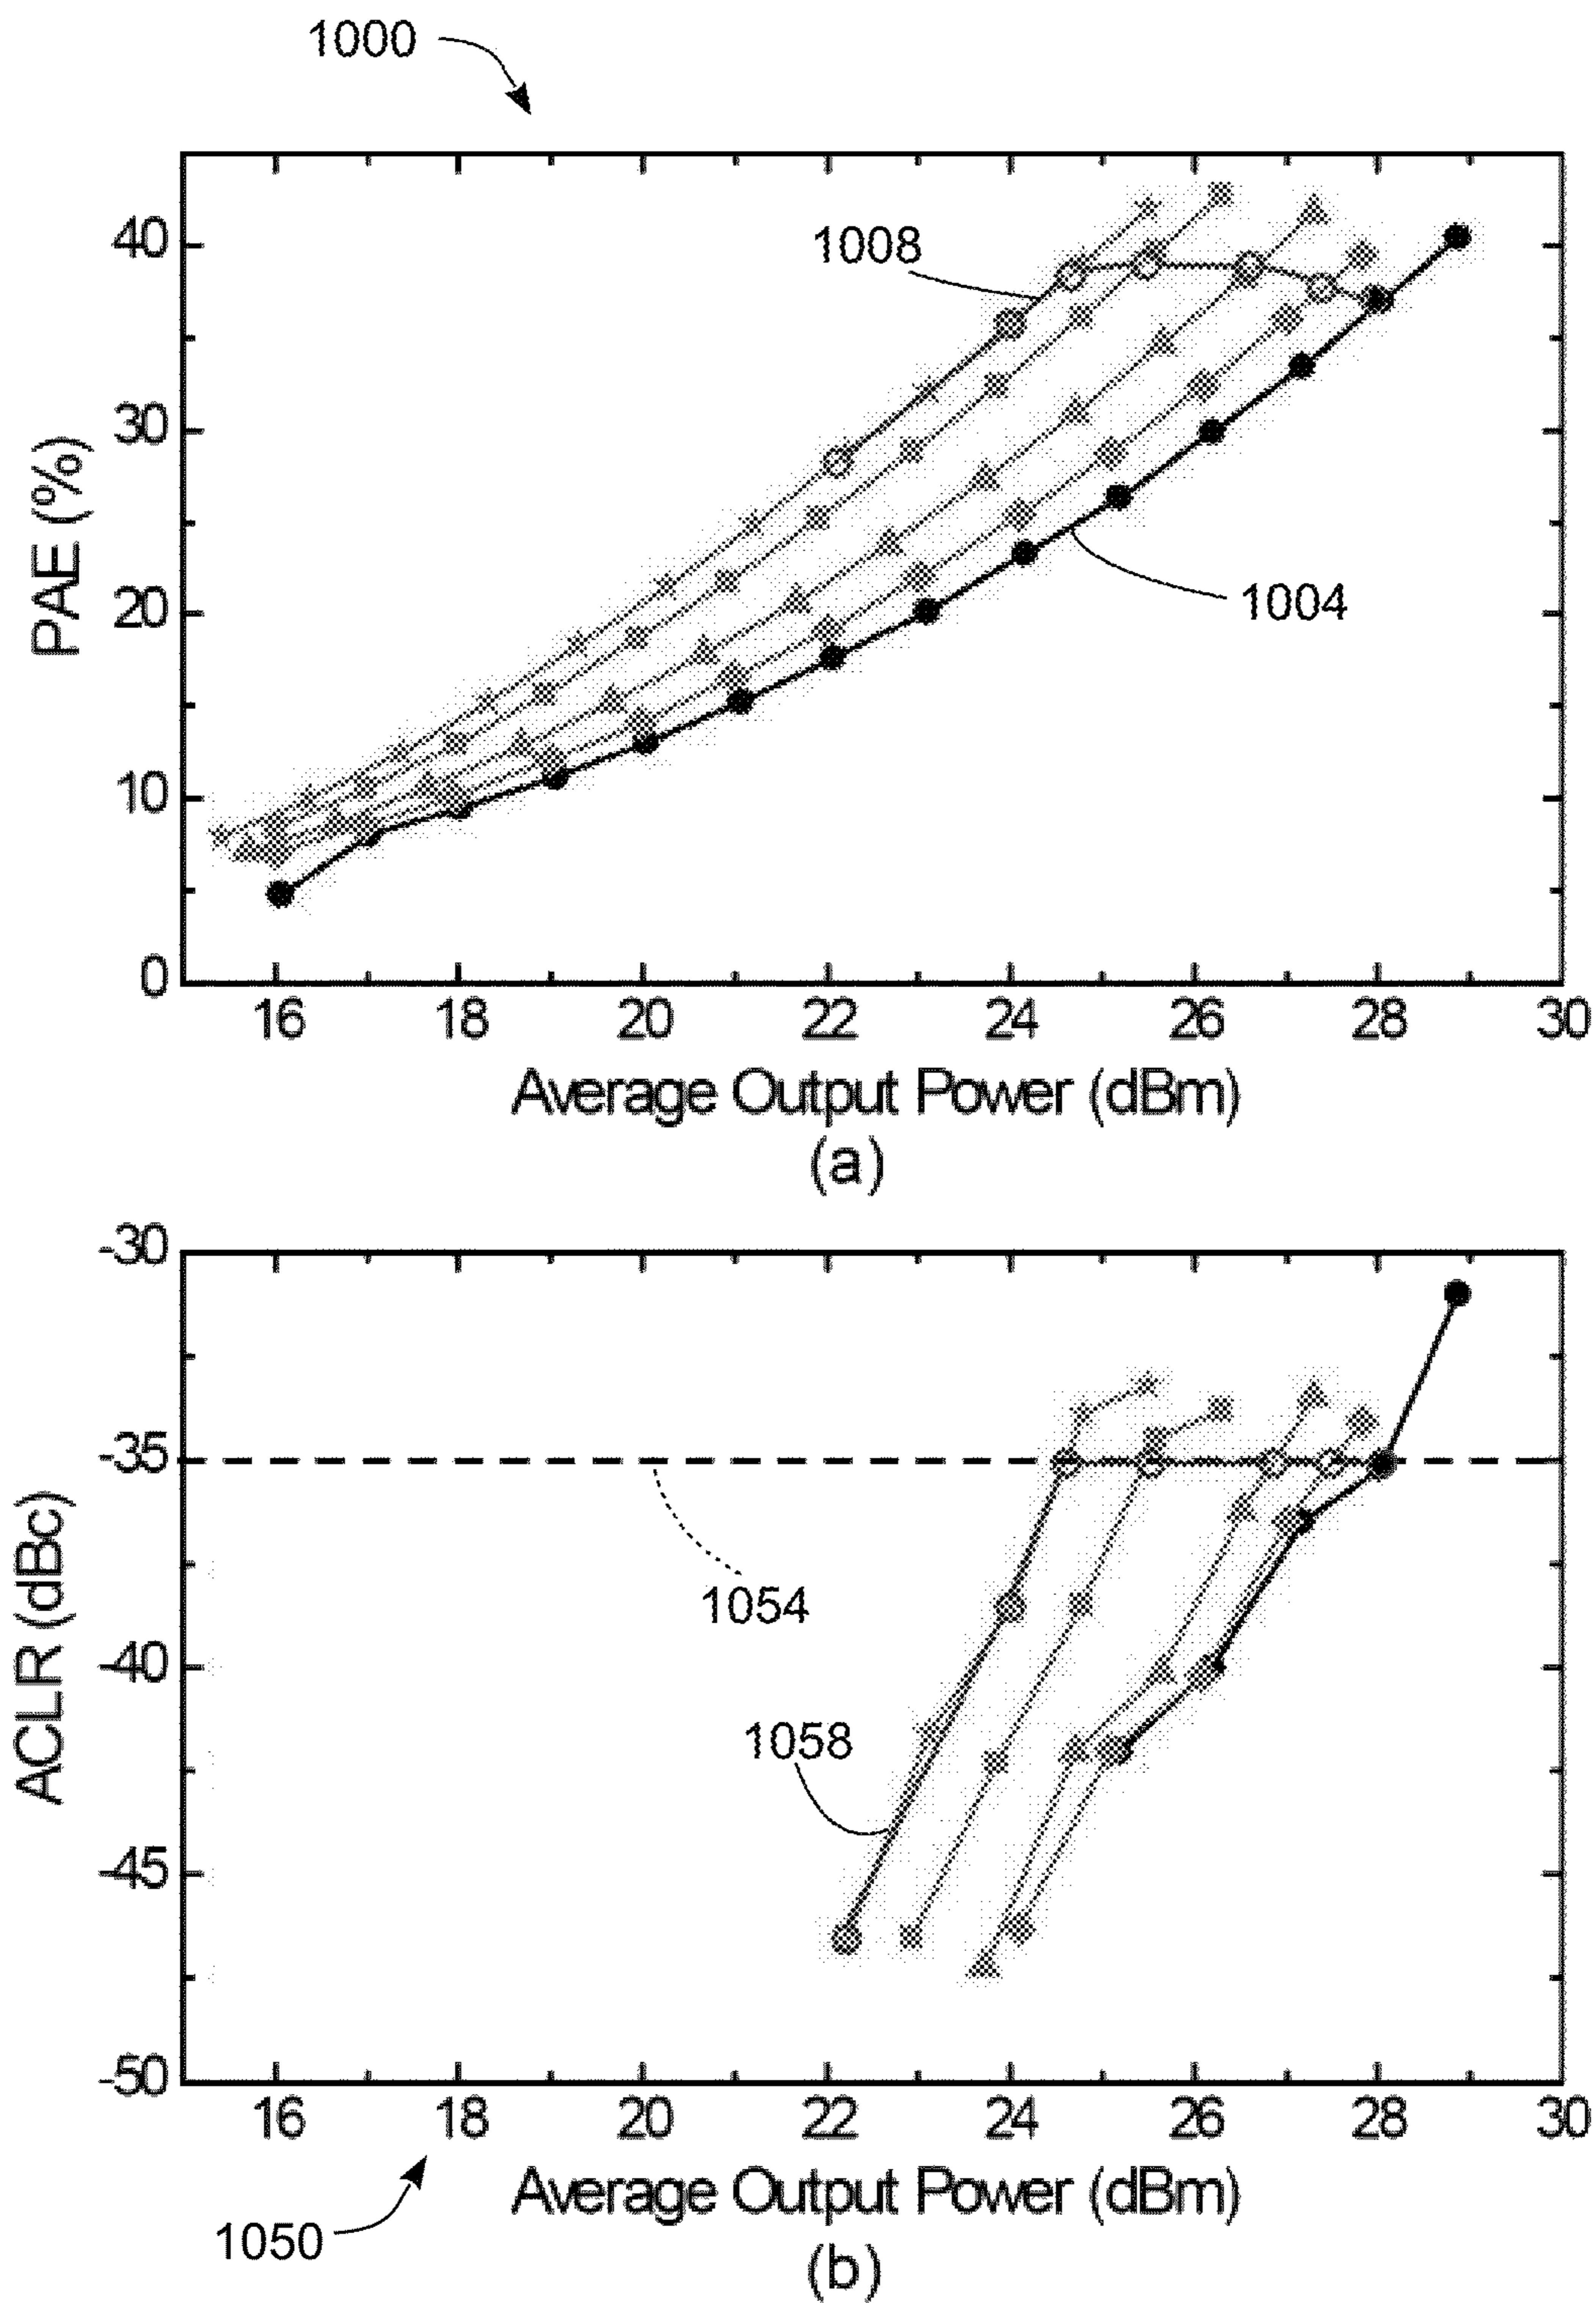 1000
40
1008
30
PAE (%)
20
1004
10
0
16 18 20 22 24 26 28 30
Average Output Power (dBm)
(a)
-30
-35
1054
ACLR (dBc)
-40
1058
-45
-50
16 18 20 22 24 26 28 30
Average Output Power (dBm)
1050
(b)